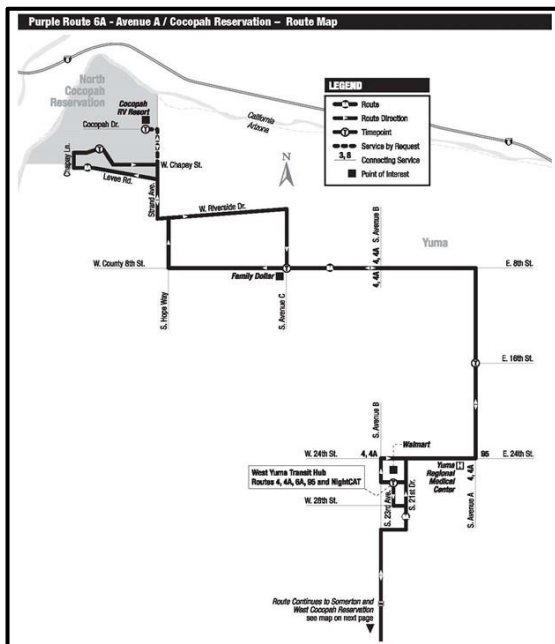 Purple Route 6A - Avenue A / Cocopah Reservation – Route Map
8
North
Cocopah
Reservation
Cocopah
RV Resort
Cocopah Dr.
T
California
Arizona
8
LEGEND
M Route
Route Direction
T Timepoint
Service by Request
3, 8 Connecting Service
Point of Interest
N
Chapay Ln.
T
W. Chapay St.
M
Levee Rd.
Strand Ave.
W. Riverside Dr.
S. Avenue B
4, 4A
Yuma
W. County 8th St.
T
M
E. 8th St.
Family Dollar
S. Hope Way
S. Avenue C
T
E. 16th St.
S. Avenue B
Walmart
W. 24th St.
4, 4A
95
E. 24th St.
West Yuma Transit Hub
Routes 4, 4A, 6A, 95 and NightCAT
T
Yuma
Regional
Medical
Center
H
4, 4A
S. Avenue A
W. 28th St.
S. 23rd Ave.
S. 21st Dr.
M
Route Continues to Somerton and
West Cocopah Reservation
see map on next page